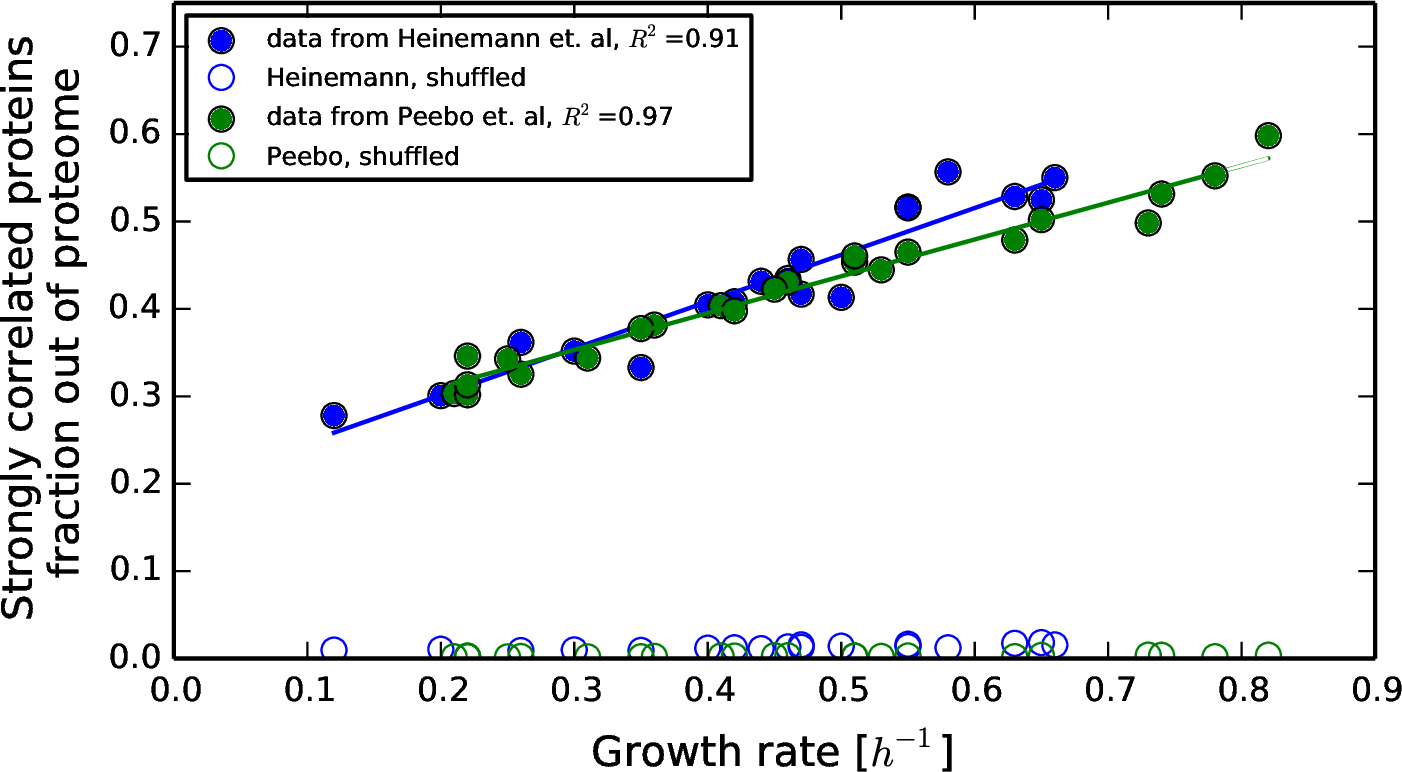 data from Heinemann et. al, R² =0.91
Heinemann, shuffled
data from Peebo et. al, R² =0.97
Peebo, shuffled
Strongly correlated proteins
fraction out of proteome
0.7
0.6
0.5
0.4
0.3
0.2
0.1
0.0
0.0 0.1 0.2 0.3 0.4 0.5 0.6 0.7 0.8 0.9
Growth rate [h⁻¹]